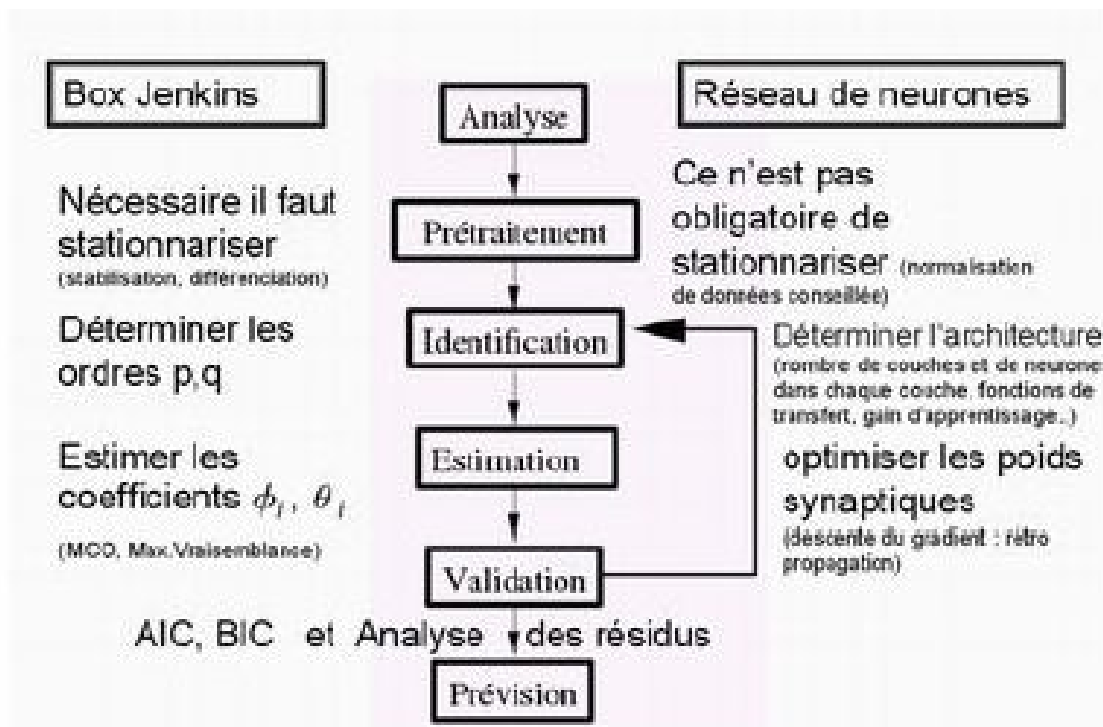 Box Jenkins
Analyse
Réseau de neurones
Nécessaire il faut
stationnariser
(stabilisation, différenciation)
Prétraitement
Ce n'est pas
obligatoire de
stationnariser (normalisation
de données conseillée)
Déterminer les
ordres p,q
Identification
Déterminer l'architecture
(nombre de couches et de neurone
dans chaque couche, fonctions de
transfert, gain d'apprentissage..)
Estimer les
coefficients ϕᵢ, θᵢ
(MCO, Max.Vraisemblance)
Estimation
optimiser les poids
synaptiques
(descente du gradient : rétro
propagation)
Validation
AIC, BIC et Analyse des résidus
Prévision